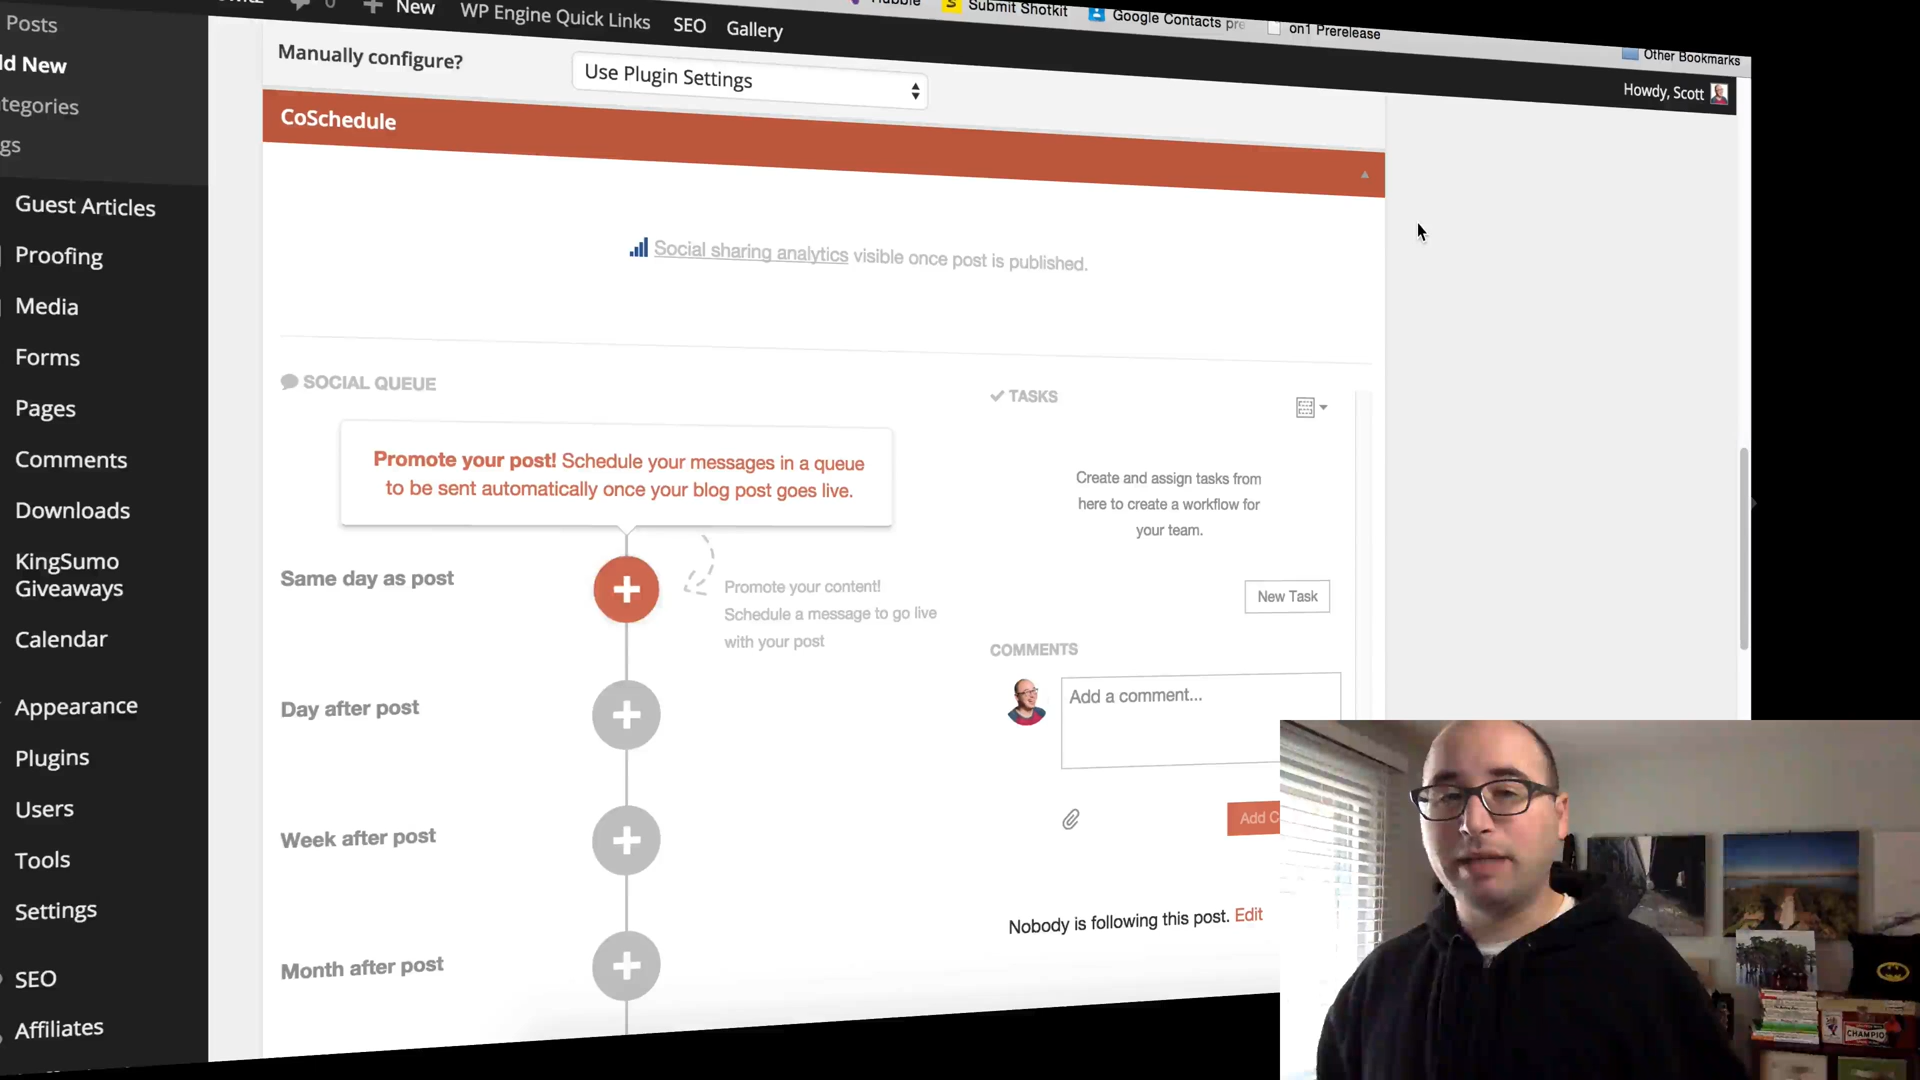 New
WP Engine Quick Links
SEO
Gallery
Hubble
Submit Shotkit
Google Contacts pre
on1 Prerelease
Other Bookmarks
Howdy, Scott
Posts
d New
tegories
gs
Guest Articles
Proofing
Media
Forms
Pages
Comments
Downloads
KingSumo
Giveaways
Calendar
Appearance
Plugins
Users
Tools
Settings
SEO
Affiliates
Manually configure?
Use Plugin Settings
CoSchedule
Social sharing analytics visible once post is published.
SOCIAL QUEUE
Promote your post! Schedule your messages in a queue
to be sent automatically once your blog post goes live.
Same day as post
Promote your content!
Schedule a message to go live
with your post
Day after post
Week after post
Month after post
TASKS
Create and assign tasks from
here to create a workflow for
your team.
New Task
COMMENTS
Add a comment...
Add C
Nobody is following this post. Edit
CHAMPION